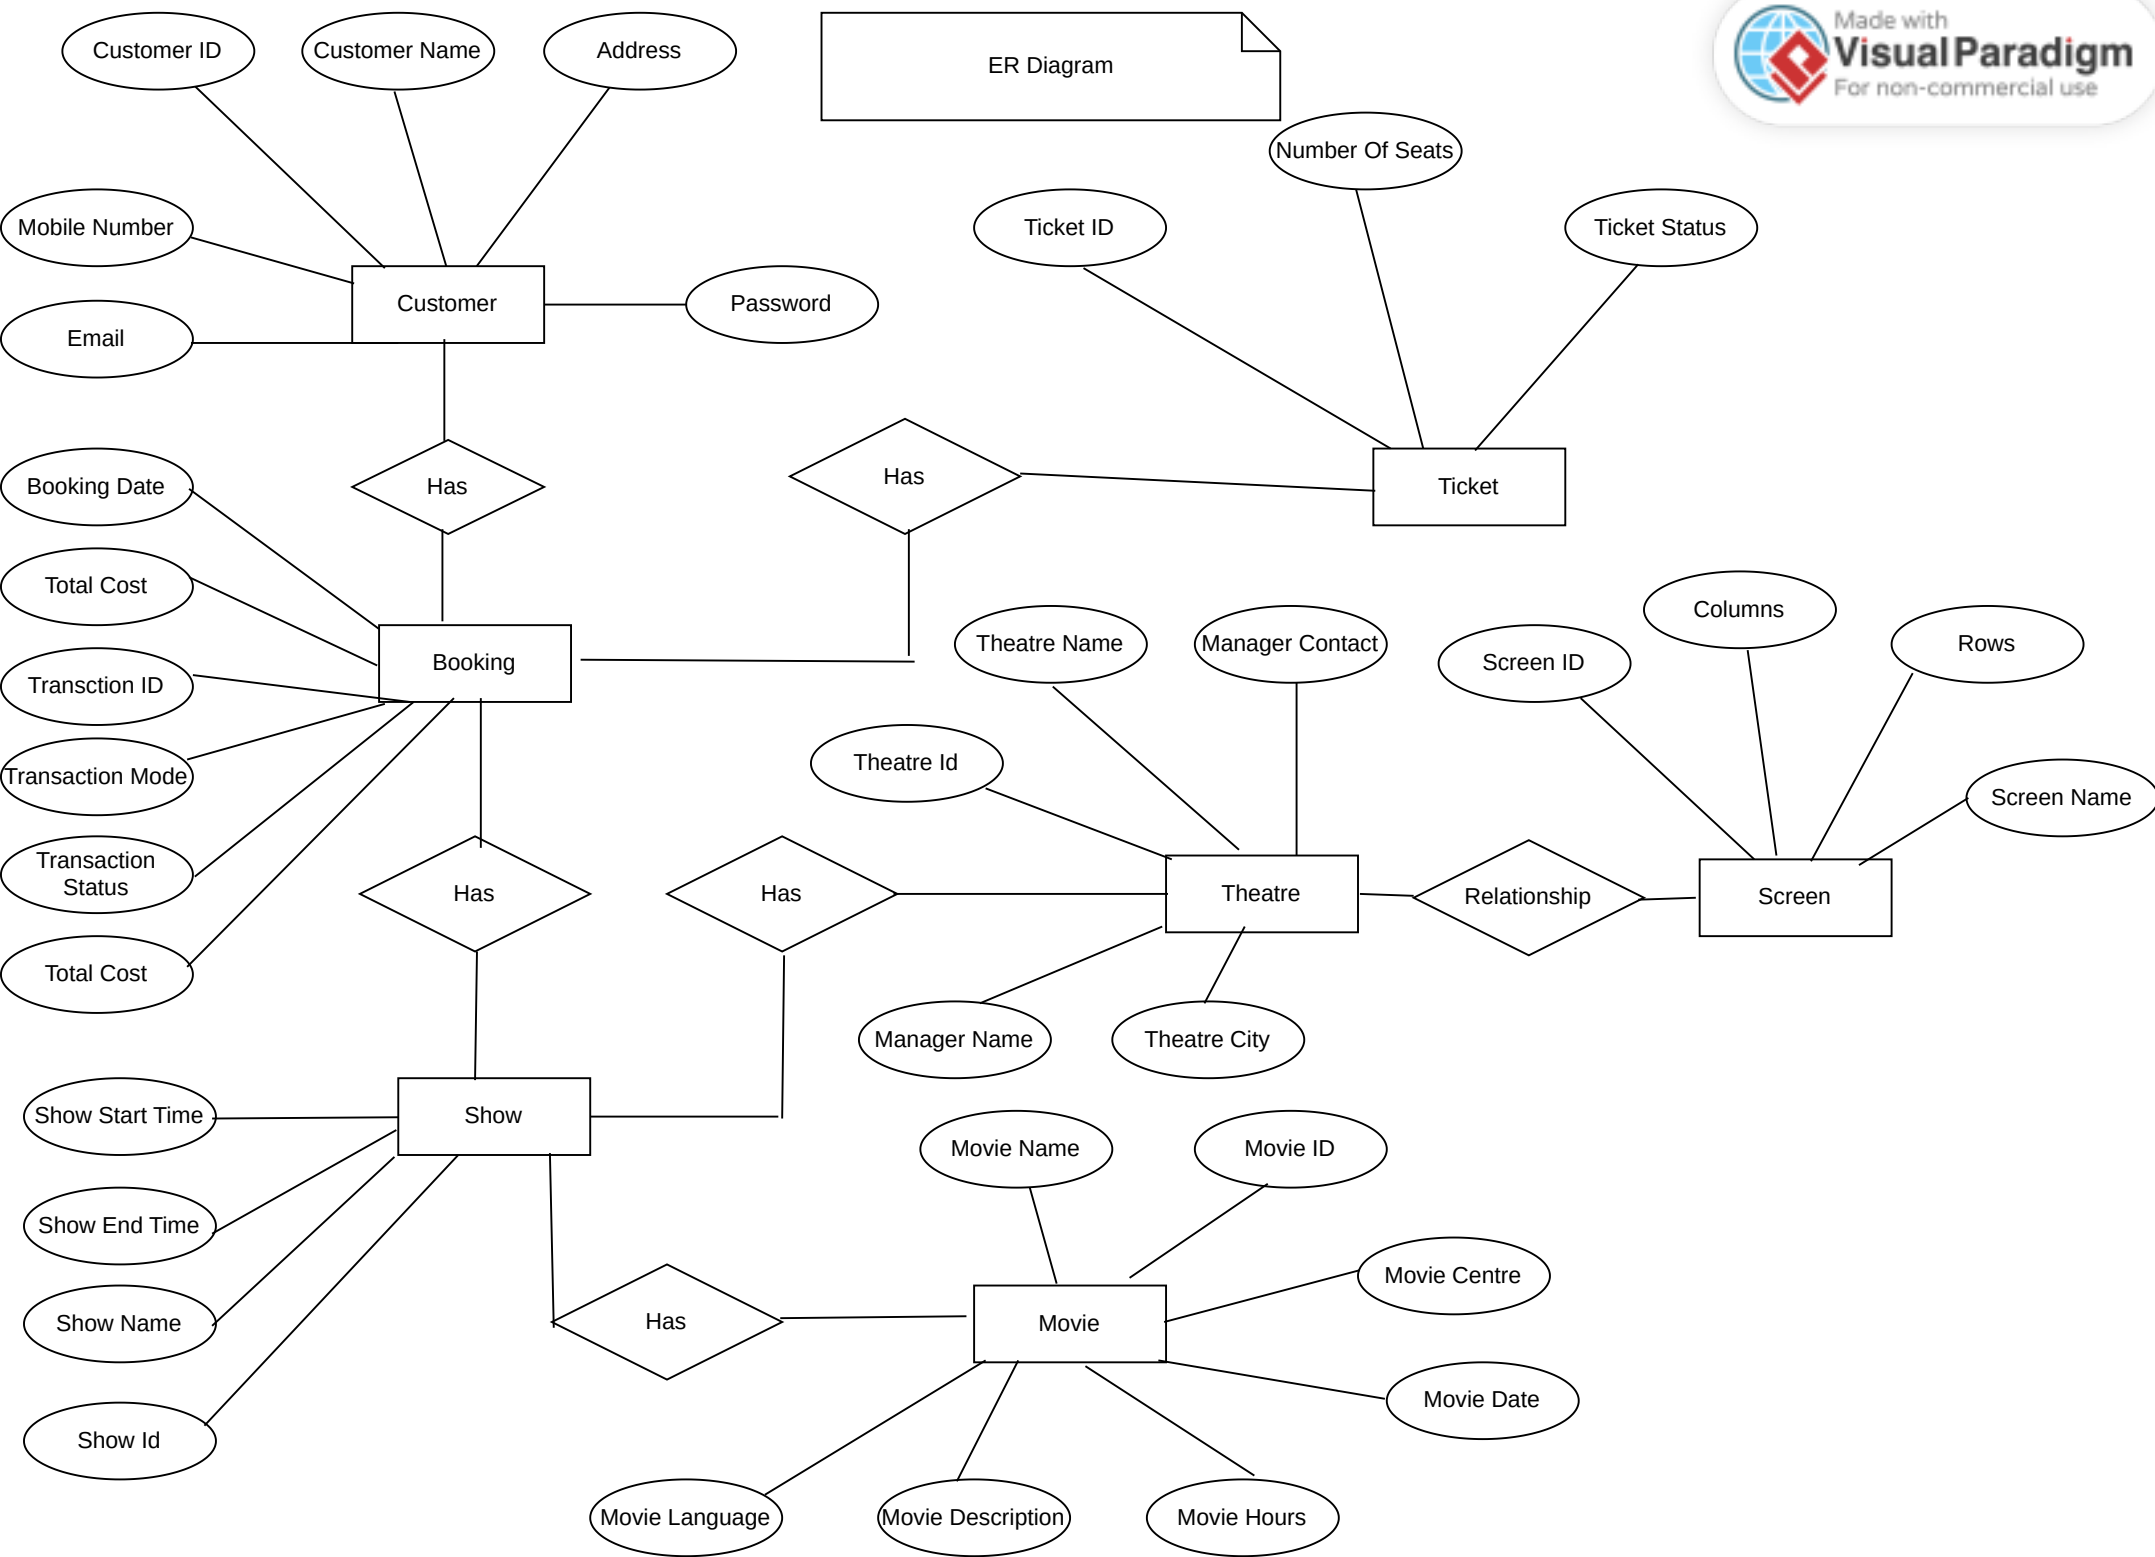 Customer ID
Customer Name
Address
ER Diagram
Made with
Visual Paradigm
For non-commercial use
Number Of Seats
Mobile Number
Ticket ID
Ticket Status
Customer
Password
Email
Booking Date
Has
Has
Ticket
Total Cost
Columns
Theatre Name
Manager Contact
Rows
Booking
Screen ID
Transction ID
Theatre Id
Transaction Mode
Screen Name
Transaction
Status
Has
Has
Theatre
Relationship
Screen
Total Cost
Manager Name
Theatre City
Show Start Time
Show
Movie Name
Movie ID
Show End Time
Movie Centre
Show Name
Has
Movie
Movie Date
Show Id
Movie Language
Movie Description
Movie Hours